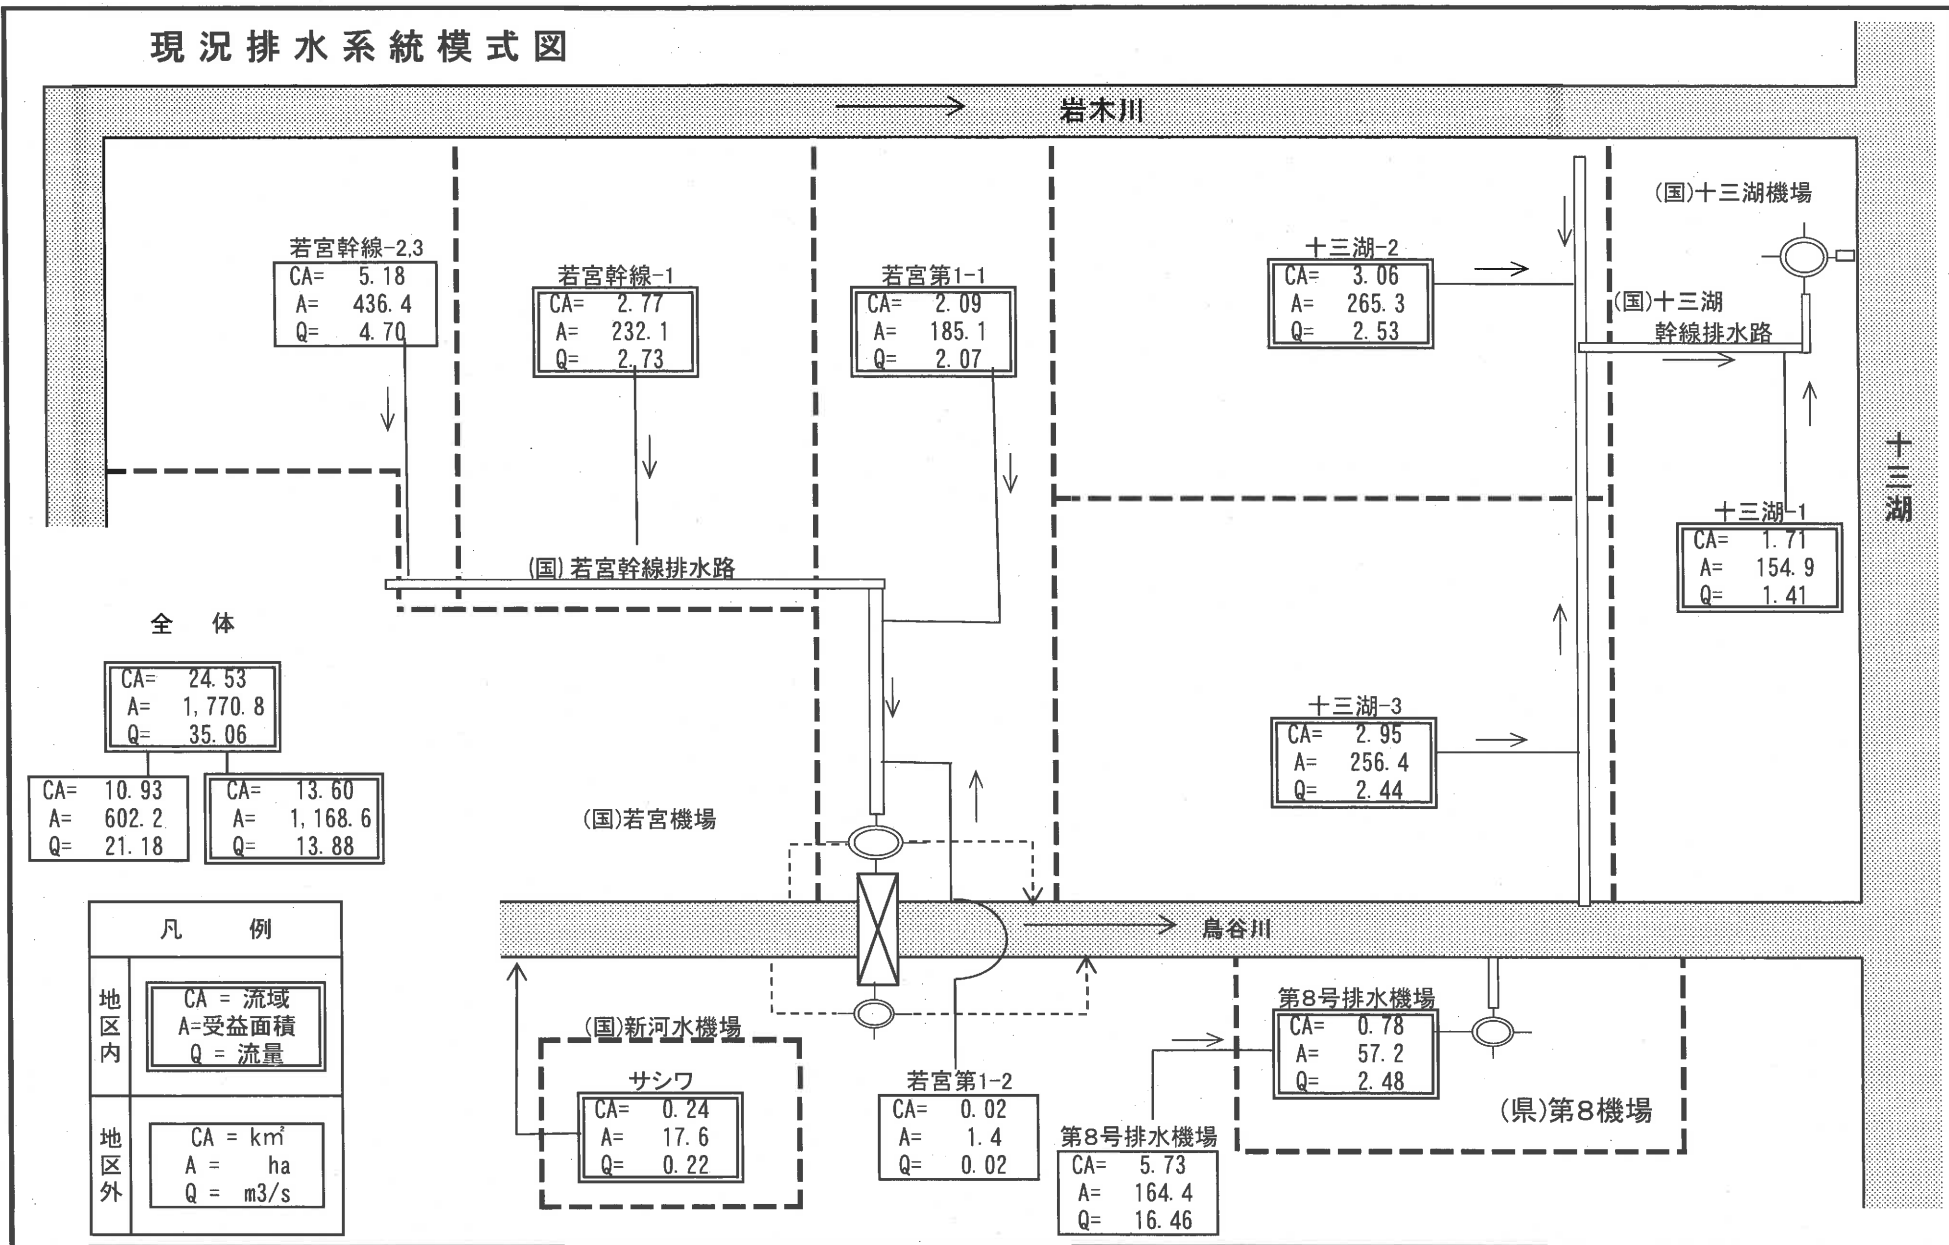 現況排水系統模式図
岩木川
(国)十三湖機場
若宮幹線-2,3
CA= 5.18
A= 436.4
Q= 4.70
若宮幹線-1
CA= 2.77
A= 232.1
Q= 2.73
若宮第1-1
CA= 2.09
A= 185.1
Q= 2.07
十三湖-2
CA= 3.06
A= 265.3
Q= 2.53
(国)十三湖
幹線排水路
十三湖
十三湖-1
CA= 1.71
A= 154.9
Q= 1.41
(国)若宮幹線排水路
全 体
CA= 24.53
A= 1,770.8
Q= 35.06
CA= 10.93
A= 602.2
Q= 21.18
CA= 13.60
A= 1,168.6
Q= 13.88
十三湖-3
CA= 2.95
A= 256.4
Q= 2.44
(国)若宮機場
鳥谷川
凡 例
地区内
CA = 流域
A=受益面積
Q = 流量
地区外
CA = km²
A = ha
Q = m3/s
(国)新河水機場
サシワ
CA= 0.24
A= 17.6
Q= 0.22
若宮第1-2
CA= 0.02
A= 1.4
Q= 0.02
第8号排水機場
CA= 5.73
A= 164.4
Q= 16.46
第8号排水機場
CA= 0.78
A= 57.2
Q= 2.48
(県)第8機場